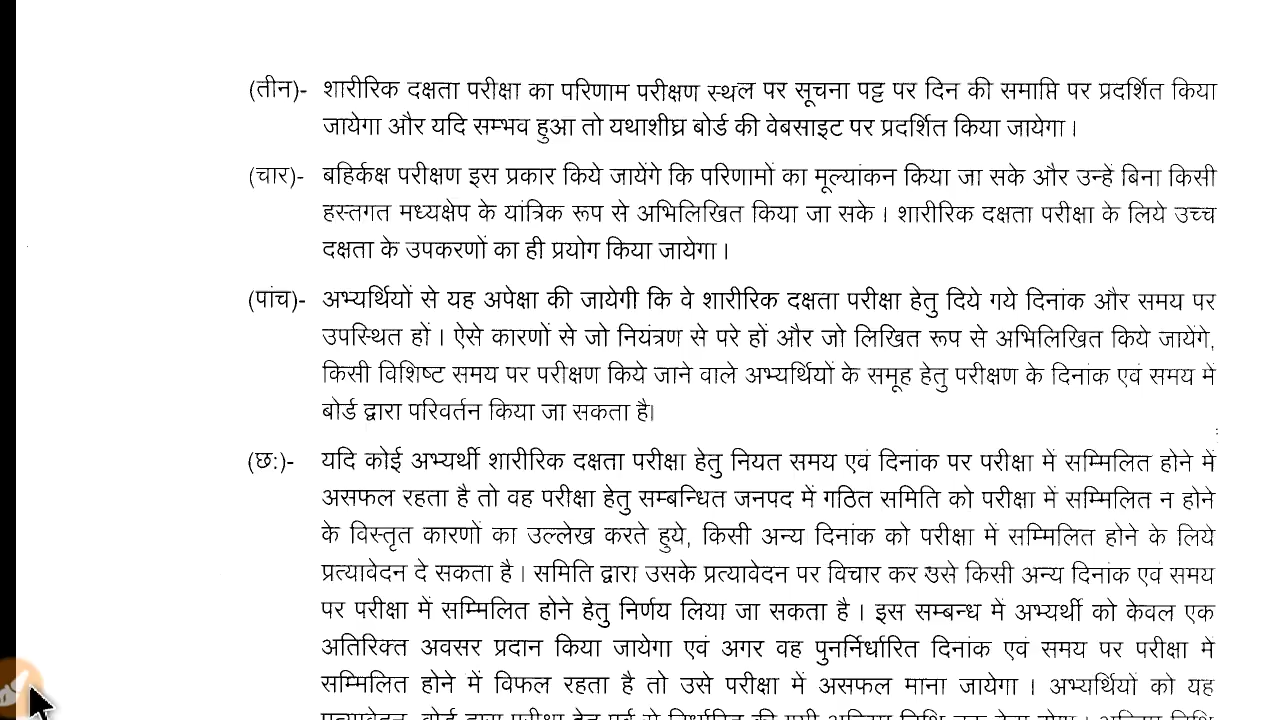 (तीन)- शारीरिक दक्षता परीक्षा का परिणाम परीक्षण स्थल पर सूचना पट्ट पर दिन की समाप्ति पर प्रदर्शित किया
जायेगा और यदि सम्भव हुआ तो यथाशीघ्र बोर्ड की वेबसाइट पर प्रदर्शित किया जायेगा।
(चार)- बहिर्कक्ष परीक्षण इस प्रकार किये जायेंगे कि परिणामों का मूल्यांकन किया जा सके और उन्हे बिना किसी
हस्तगत मध्यक्षेप के यांत्रिक रूप से अभिलिखित किया जा सके। शारीरिक दक्षता परीक्षा के लिये उच्च
दक्षता के उपकरणों का ही प्रयोग किया जायेगा।
(पांच)- अभ्यर्थियों से यह अपेक्षा की जायेगी कि वे शारीरिक दक्षता परीक्षा हेतु दिये गये दिनांक और समय पर
उपस्थित हों। ऐसे कारणों से जो नियंत्रण से परे हों और जो लिखित रूप से अभिलिखित किये जायेंगे,
किसी विशिष्ट समय पर परीक्षण किये जाने वाले अभ्यर्थियों के समूह हेतु परीक्षण के दिनांक एवं समय में
बोर्ड द्वारा परिवर्तन किया जा सकता है।
(छः)- यदि कोई अभ्यर्थी शारीरिक दक्षता परीक्षा हेतु नियत समय एवं दिनांक पर परीक्षा में सम्मिलित होने में
असफल रहता है तो वह परीक्षा हेतु सम्बन्धित जनपद में गठित समिति को परीक्षा में सम्मिलित न होने
के विस्तृत कारणों का उल्लेख करते हुये, किसी अन्य दिनांक को परीक्षा में सम्मिलित होने के लिये
प्रत्यावेदन दे सकता है। समिति द्वारा उसके प्रत्यावेदन पर विचार कर उसे किसी अन्य दिनांक एवं समय
पर परीक्षा में सम्मिलित होने हेतु निर्णय लिया जा सकता है। इस सम्बन्ध में अभ्यर्थी को केवल एक
अतिरिक्त अवसर प्रदान किया जायेगा एवं अगर वह पुनर्निर्धारित दिनांक एवं समय पर परीक्षा में
सम्मिलित होने में विफल रहता है तो उसे परीक्षा में असफल माना जायेगा। अभ्यर्थियों को यह